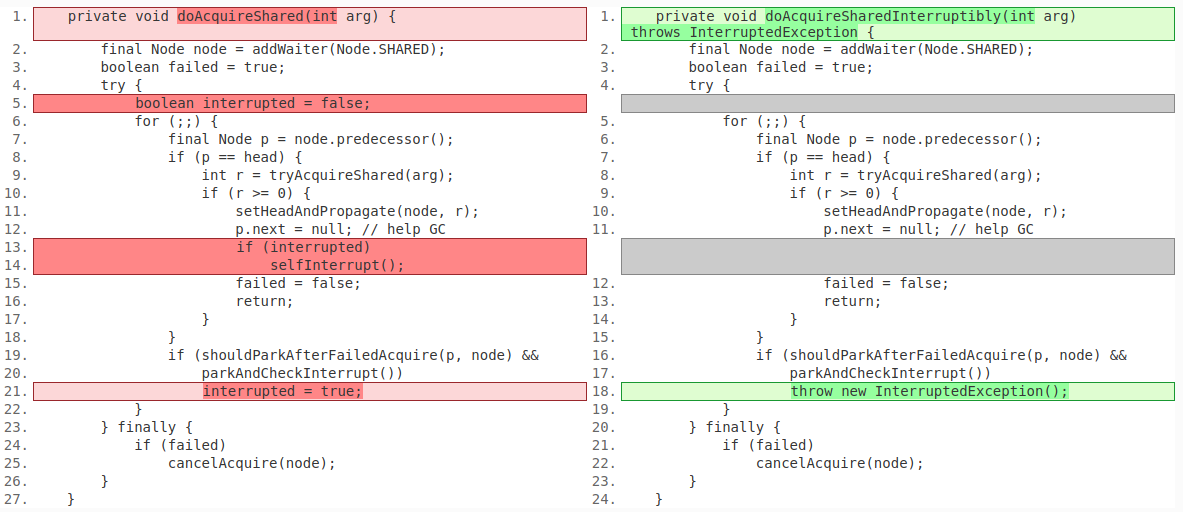 1.     private void doAcquireShared(int arg) {
2.         final Node node = addWaiter(Node.SHARED);
3.         boolean failed = true;
4.         try {
5.             boolean interrupted = false;
6.             for (;;) {
7.                 final Node p = node.predecessor();
8.                 if (p == head) {
9.                     int r = tryAcquireShared(arg);
10.                     if (r >= 0) {
11.                         setHeadAndPropagate(node, r);
12.                         p.next = null; // help GC
13.                         if (interrupted)
14.                             selfInterrupt();
15.                         failed = false;
16.                         return;
17.                     }
18.                 }
19.                 if (shouldParkAfterFailedAcquire(p, node) &&
20.                     parkAndCheckInterrupt())
21.                     interrupted = true;
22.             }
23.         } finally {
24.             if (failed)
25.                 cancelAcquire(node);
26.         }
27.     }
1.     private void doAcquireSharedInterruptibly(int arg)
throws InterruptedException {
2.         final Node node = addWaiter(Node.SHARED);
3.         boolean failed = true;
4.         try {
5.             for (;;) {
6.                 final Node p = node.predecessor();
7.                 if (p == head) {
8.                     int r = tryAcquireShared(arg);
9.                     if (r >= 0) {
10.                         setHeadAndPropagate(node, r);
11.                         p.next = null; // help GC
12.                         failed = false;
13.                         return;
14.                     }
15.                 }
16.                 if (shouldParkAfterFailedAcquire(p, node) &&
17.                     parkAndCheckInterrupt())
18.                     throw new InterruptedException();
19.             }
20.         } finally {
21.             if (failed)
22.                 cancelAcquire(node);
23.         }
24.     }